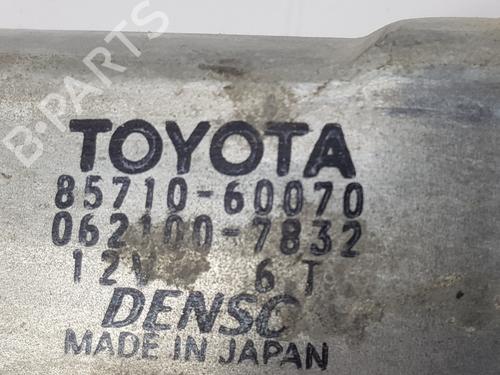 B-PARTS
TOYOTA
85710-60070
062100-7832
12V 6T
DENSO
MADE IN JAPAN